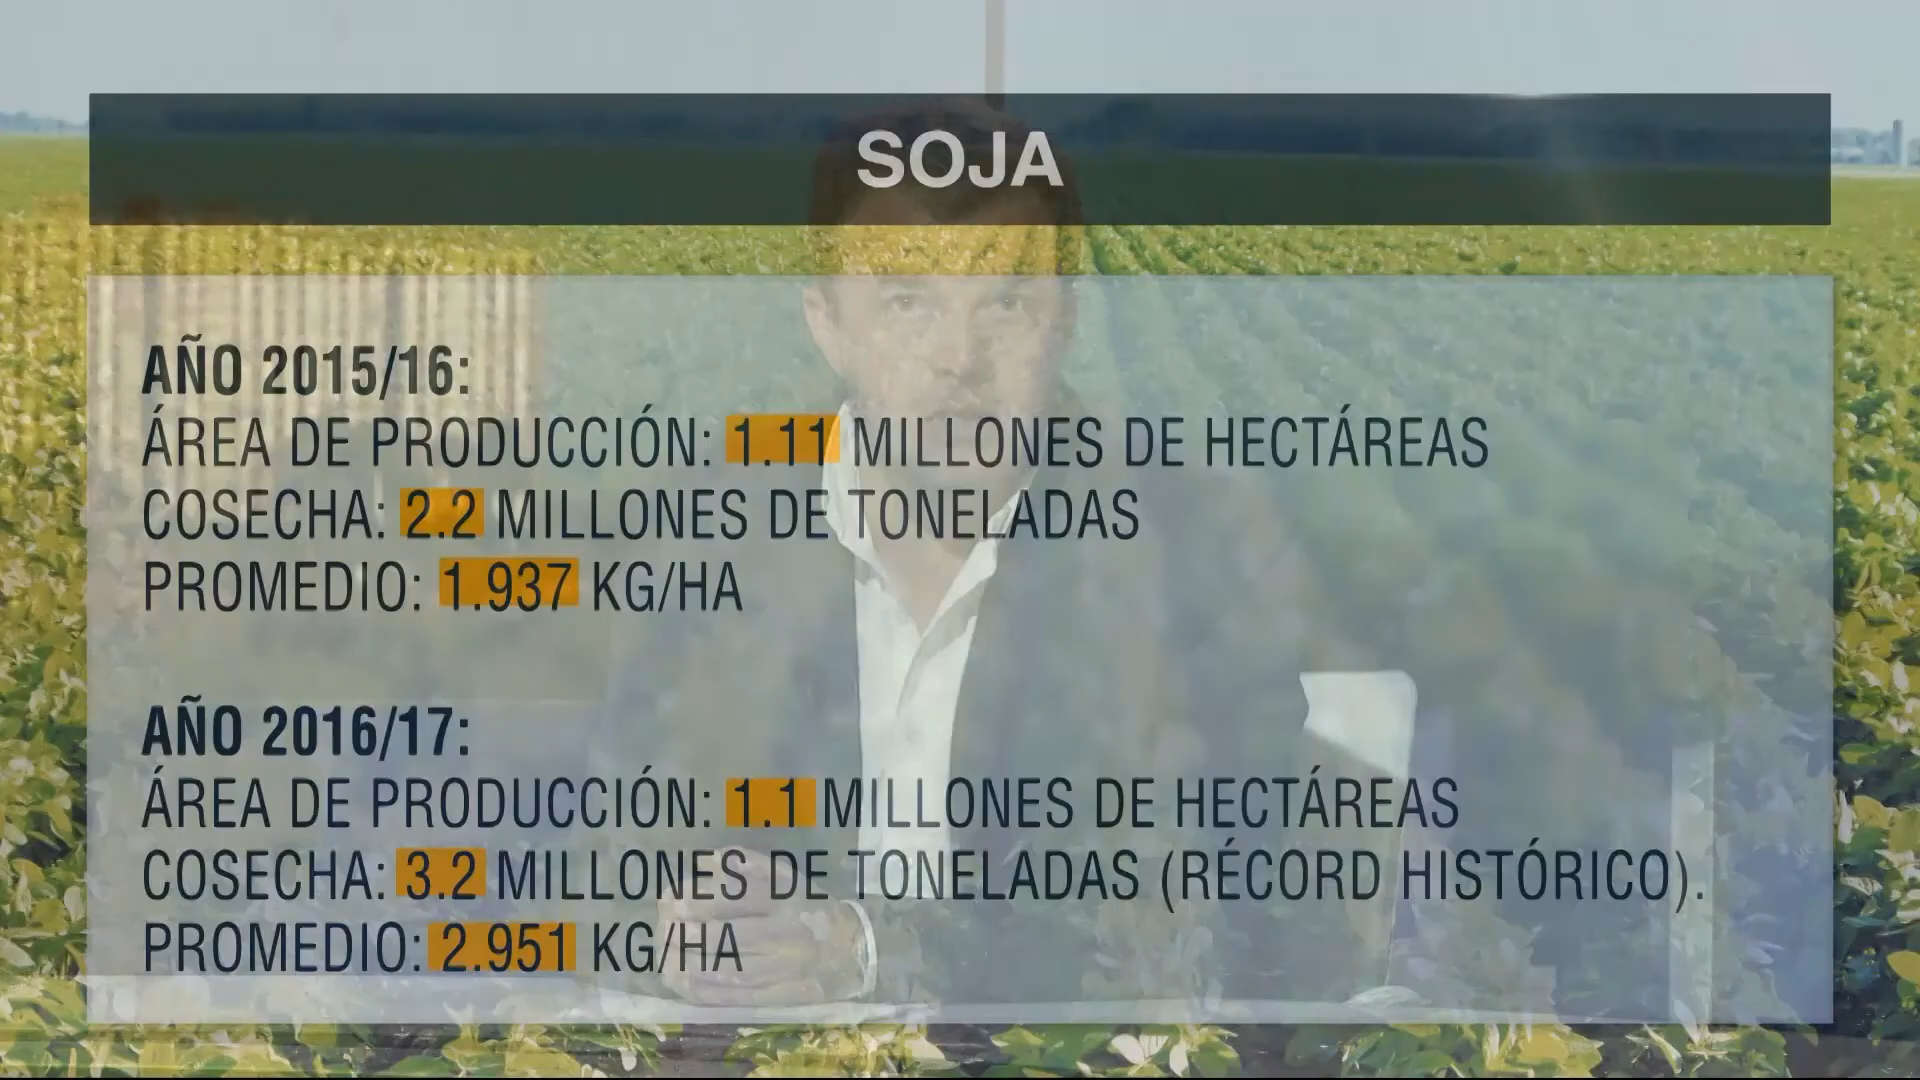 SOJA
AÑO 2015/16:
ÁREA DE PRODUCCIÓN: 1.11 MILLONES DE HECTÁREAS
COSECHA: 2.2 MILLONES DE TONELADAS
PROMEDIO: 1.937 KG/HA
AÑO 2016/17:
ÁREA DE PRODUCCIÓN: 1.1 MILLONES DE HECTÁREAS
COSECHA: 3.2 MILLONES DE TONELADAS (RÉCORD HISTÓRICO).
PROMEDIO: 2.951 KG/HA